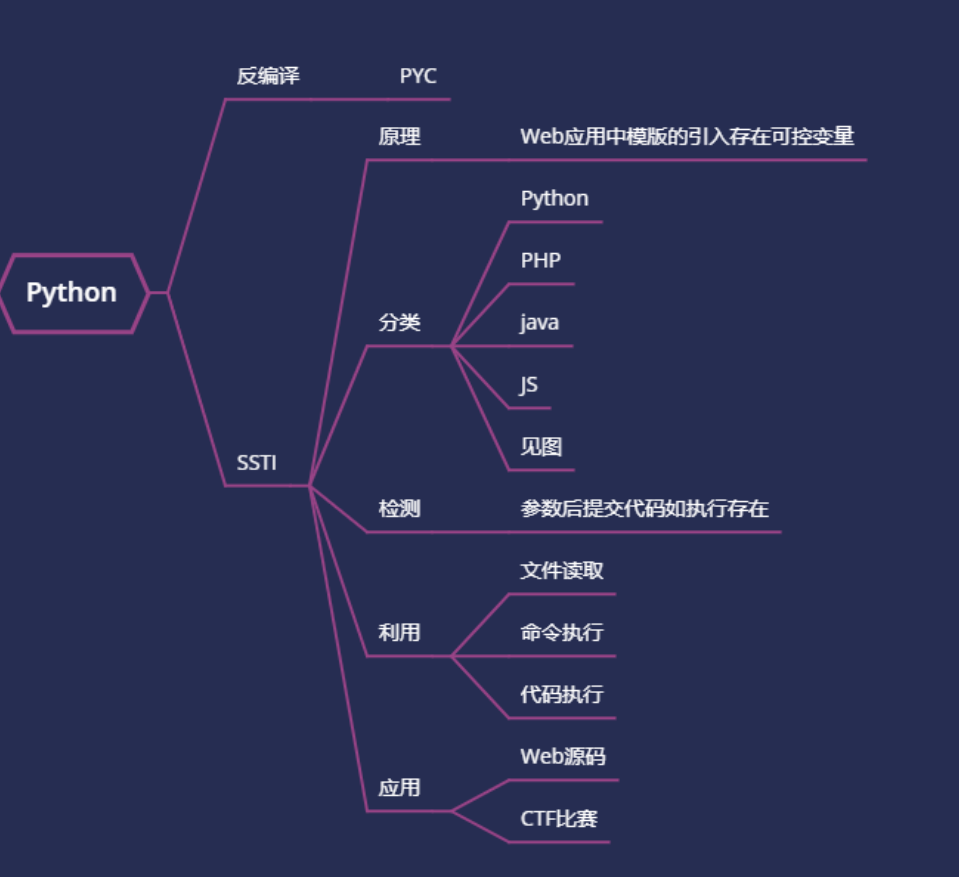 反编译
PYC
原理
Web应用中模版的引入存在可控变量
Python
PHP
Python
分类
java
JS
见图
SSTI
检测
参数后提交代码如执行存在
文件读取
利用
命令执行
代码执行
Web源码
应用
CTF比赛